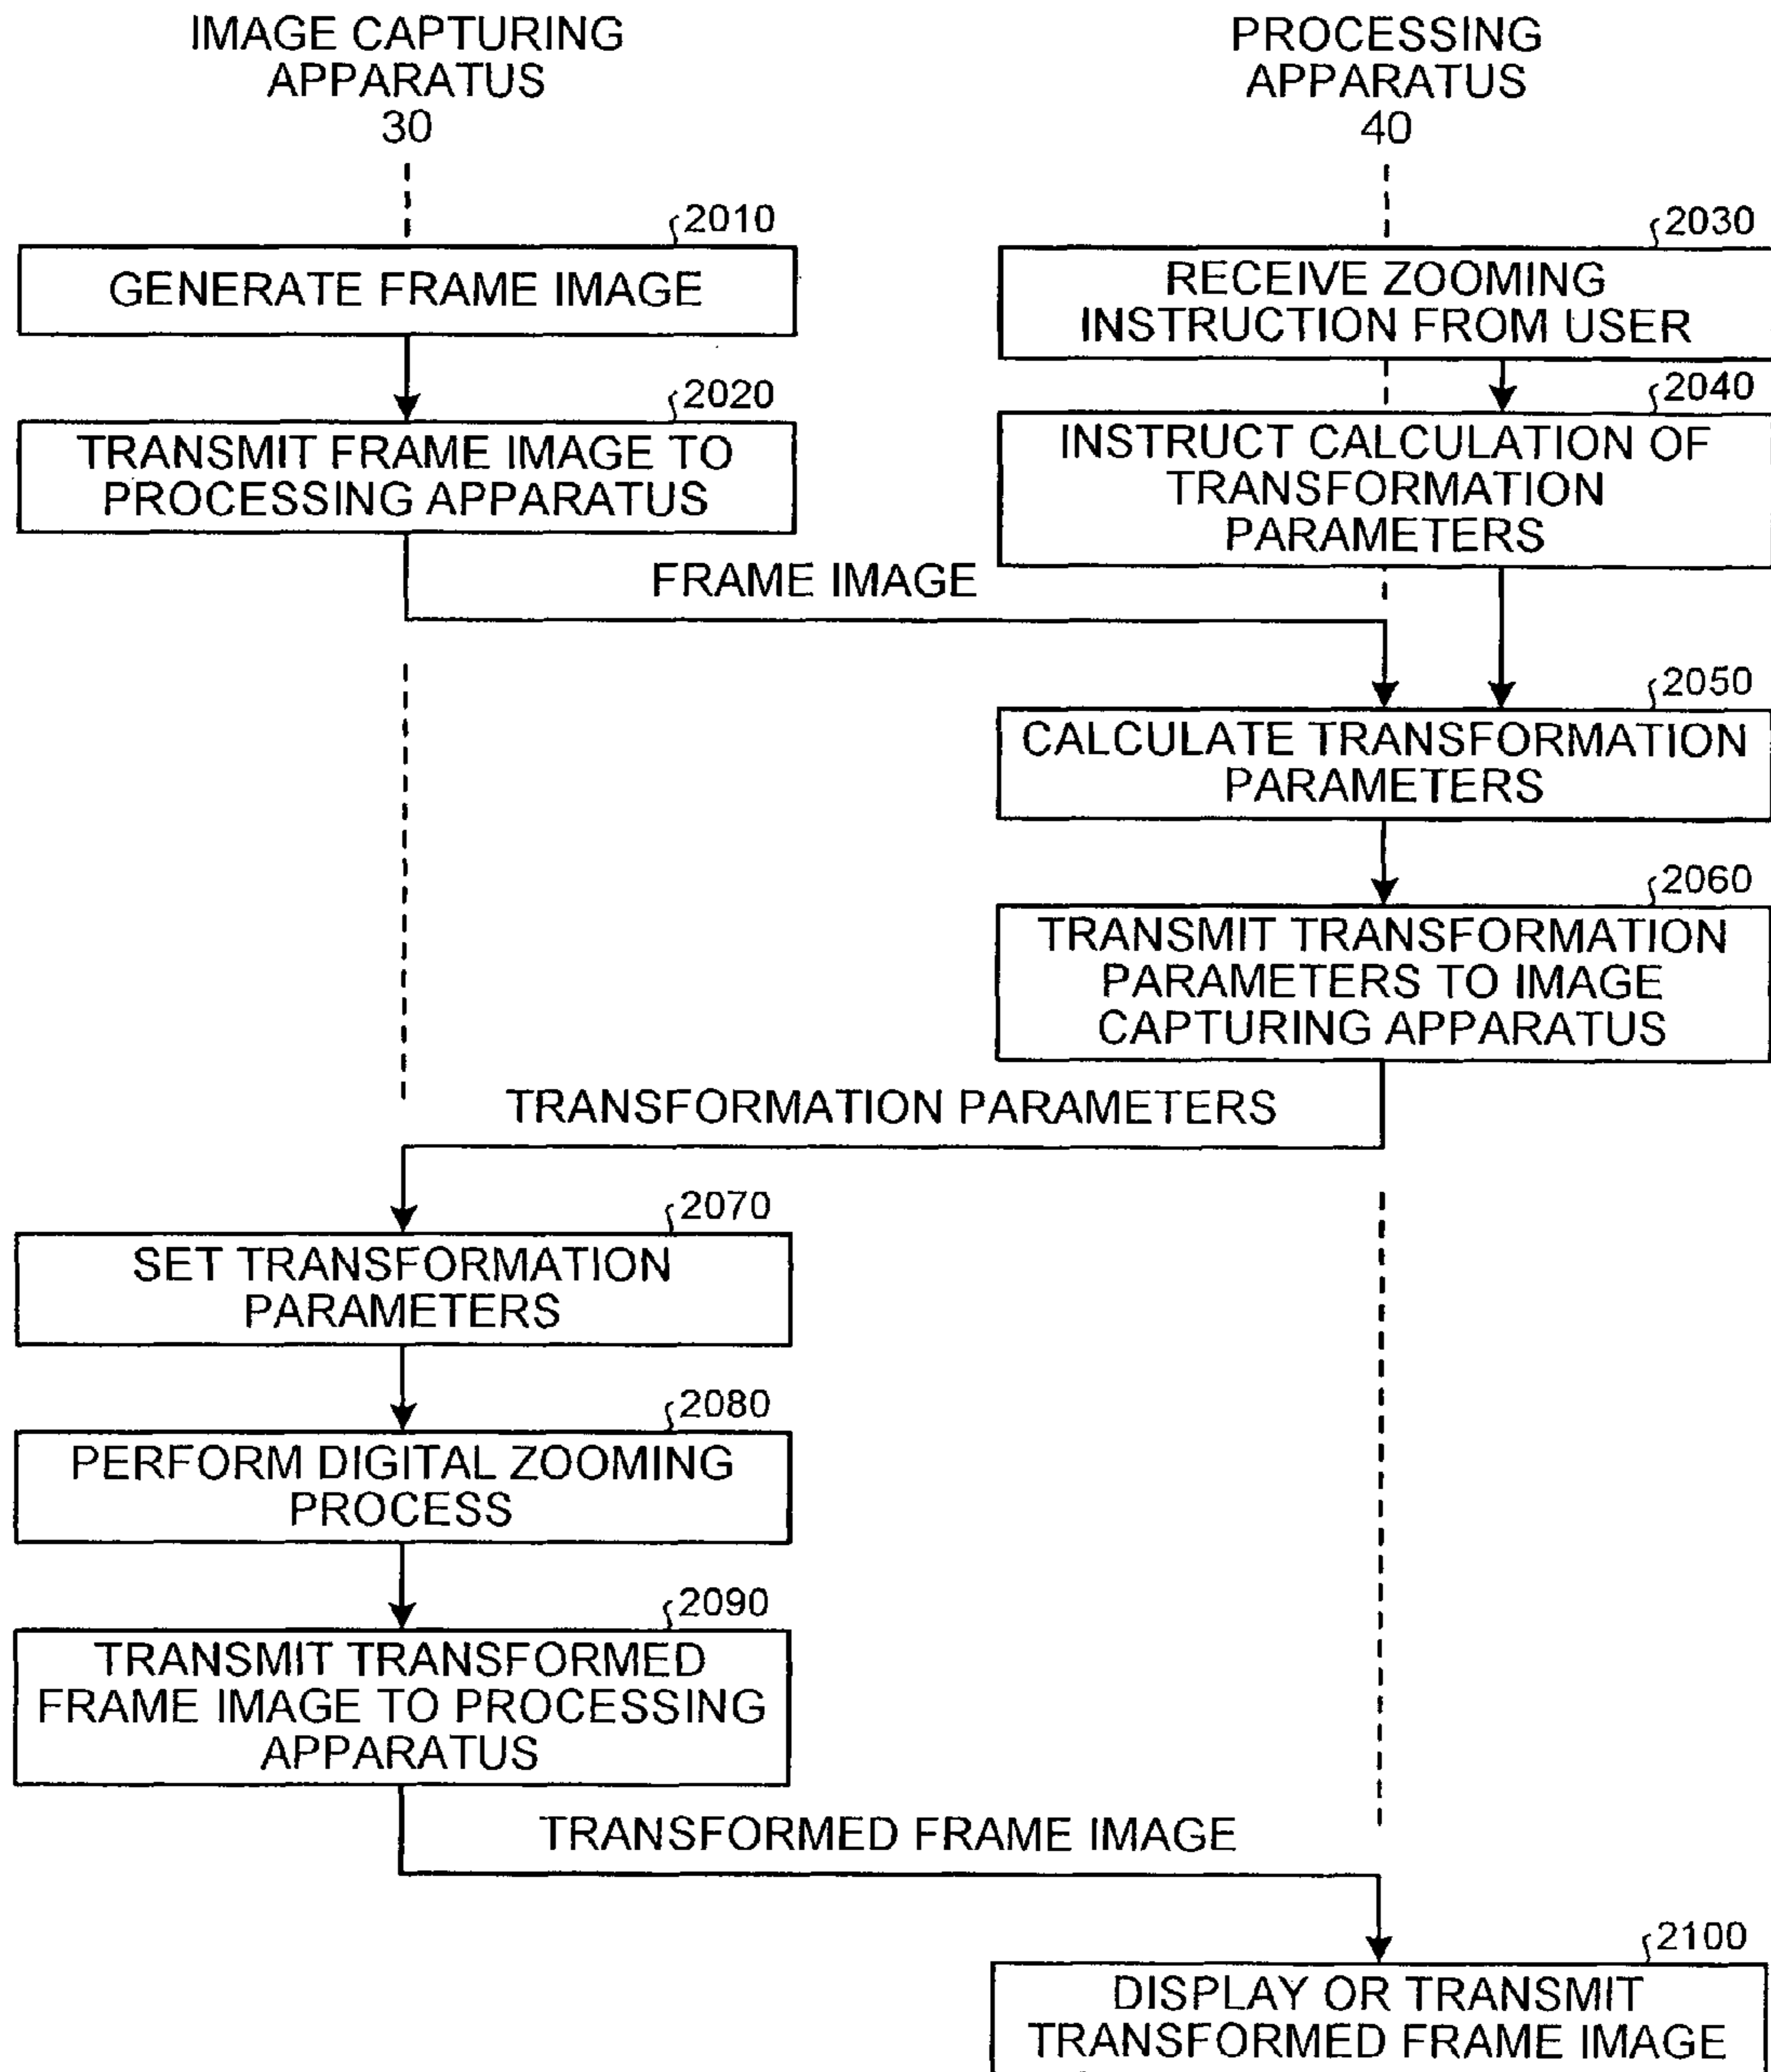 IMAGE CAPTURING
APPARATUS
30
PROCESSING
APPARATUS
40
2010
GENERATE FRAME IMAGE
2020
TRANSMIT FRAME IMAGE TO
PROCESSING APPARATUS
2030
RECEIVE ZOOMING
INSTRUCTION FROM USER
2040
INSTRUCT CALCULATION OF
TRANSFORMATION
PARAMETERS
FRAME IMAGE
2050
CALCULATE TRANSFORMATION
PARAMETERS
2060
TRANSMIT TRANSFORMATION
PARAMETERS TO IMAGE
CAPTURING APPARATUS
TRANSFORMATION PARAMETERS
2070
SET TRANSFORMATION
PARAMETERS
2080
PERFORM DIGITAL ZOOMING
PROCESS
2090
TRANSMIT TRANSFORMED
FRAME IMAGE TO PROCESSING
APPARATUS
TRANSFORMED FRAME IMAGE
2100
DISPLAY OR TRANSMIT
TRANSFORMED FRAME IMAGE